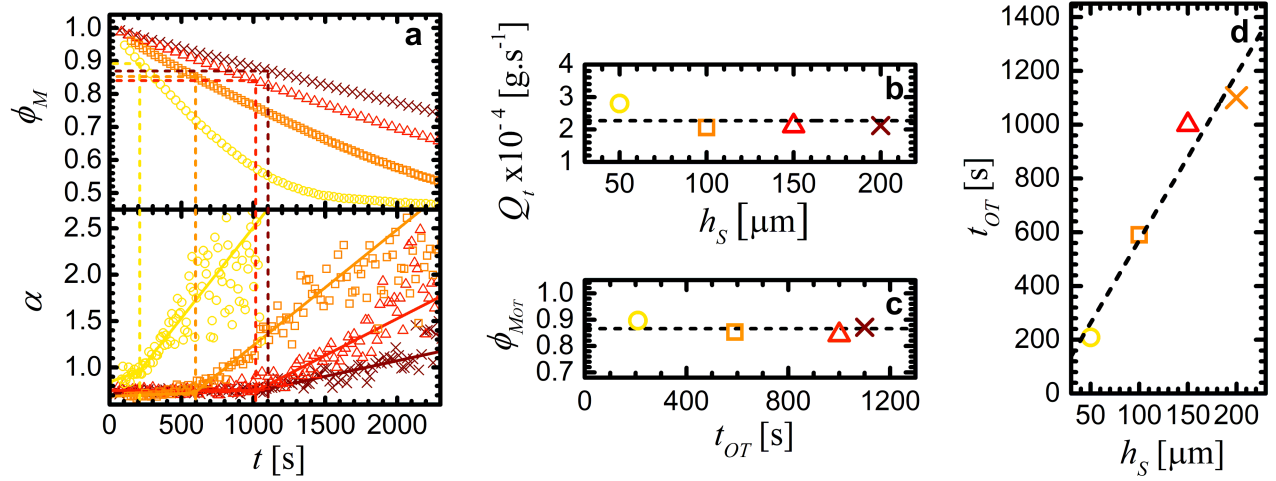 a
ϕM
1.0
0.9
0.8
0.7
0.6
0.5
α
2.5
2.0
1.5
1.0
0 500 1000 1500 2000
t [s]
b
Qt x10-4 [g.s-1]
4
3
2
1
50 100 150 200
hS [μm]
c
ϕMOT
1.0
0.9
0.8
0.7
0 400 800 1200
tOT [s]
d
tOT [s]
1400
1200
1000
800
600
400
200
0
50 100 150 200
hS [μm]